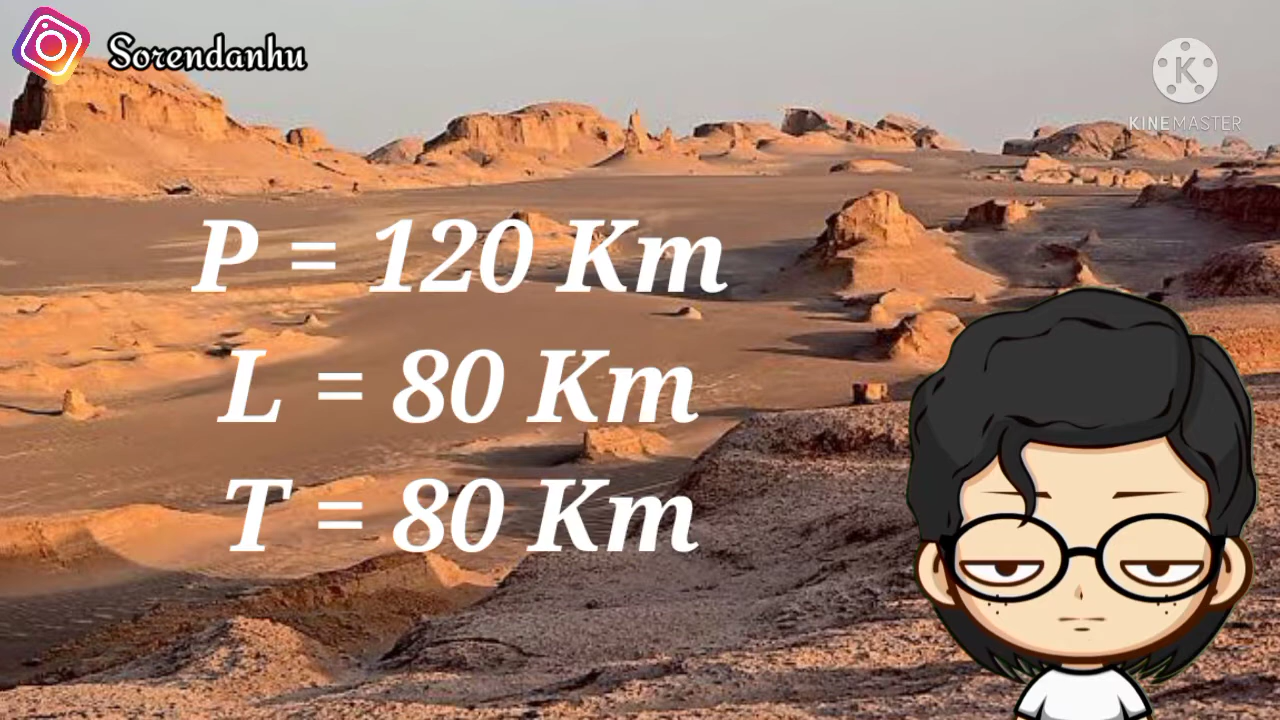 Sorendanhu
KINEMASTER
P = 120 Km
L = 80 Km
T = 80 Km